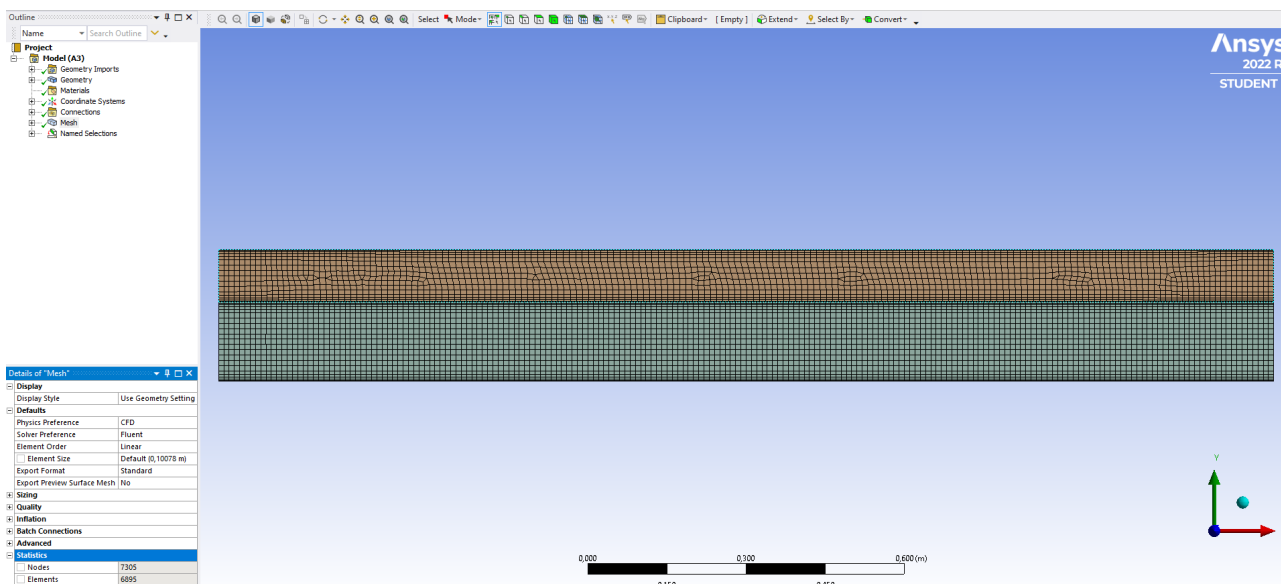 Outline
Name
Search Outline
Project
Model (A3)
Geometry Imports
Geometry
Materials
Coordinate Systems
Connections
Mesh
Named Selections
Select Mode Clipboard [ Empty ] Extend Select By Convert
Ansys
2022 R
STUDENT
Details of "Mesh"
Display
Display Style Use Geometry Setting
Defaults
Physics Preference CFD
Solver Preference Fluent
Element Order Linear
Element Size Default (0,10078 m)
Export Format Standard
Export Preview Surface Mesh No
Sizing
Quality
Inflation
Batch Connections
Advanced
Statistics
Nodes 7305
Elements 6895
0,000 0,300 0,600 (m)
0,150 0,450
Y